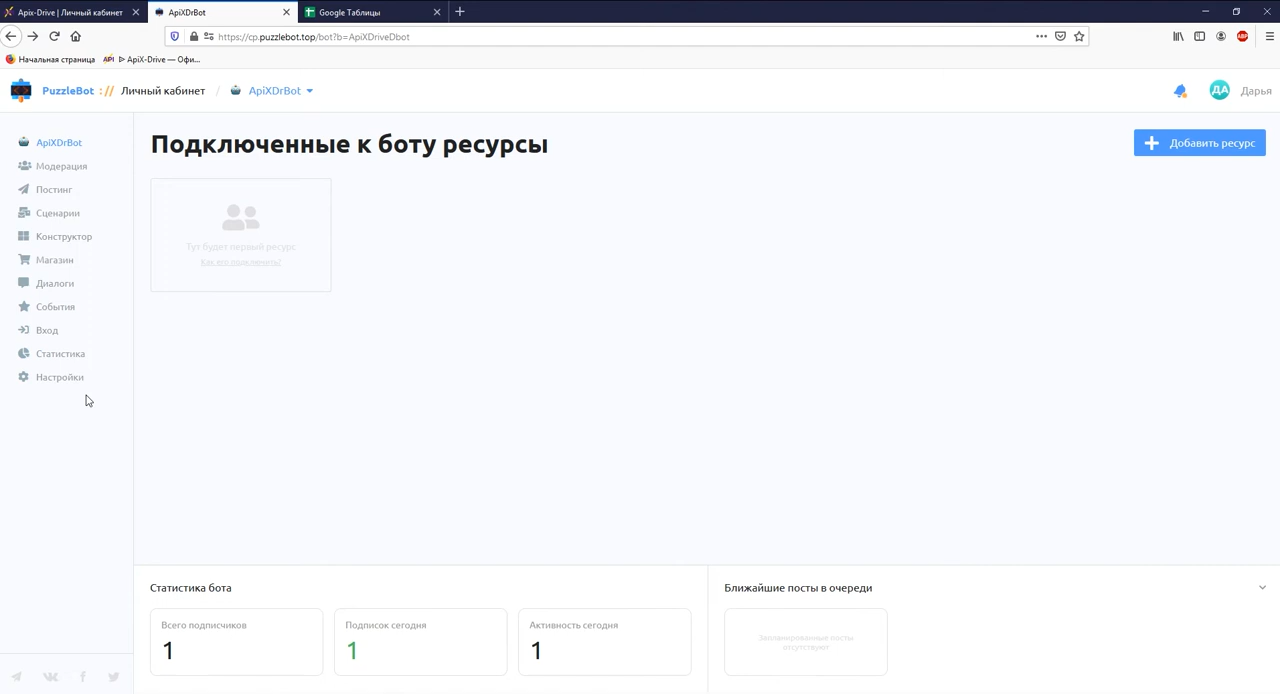 Apix-Drive | Личный кабинет
ApiXDrBot
Google Таблицы
https://cp.puzzlebot.top/bot?b=ApiXDriveDbot
Начальная страница
API ᐅ ApiX-Drive — Офи...
PuzzleBot :// Личный кабинет / ApiXDrBot
ДА Дарья
ApiXDrBot
Модерация
Постинг
Сценарии
Конструктор
Магазин
Диалоги
События
Вход
Статистика
Настройки
Подключенные к боту ресурсы
Добавить ресурс
Тут будет первый ресурс
Как его подключить?
Статистика бота
Всего подписчиков
1
Подписок сегодня
1
Активность сегодня
1
Ближайшие посты в очереди
Запланированные посты
отсутствуют
ABP